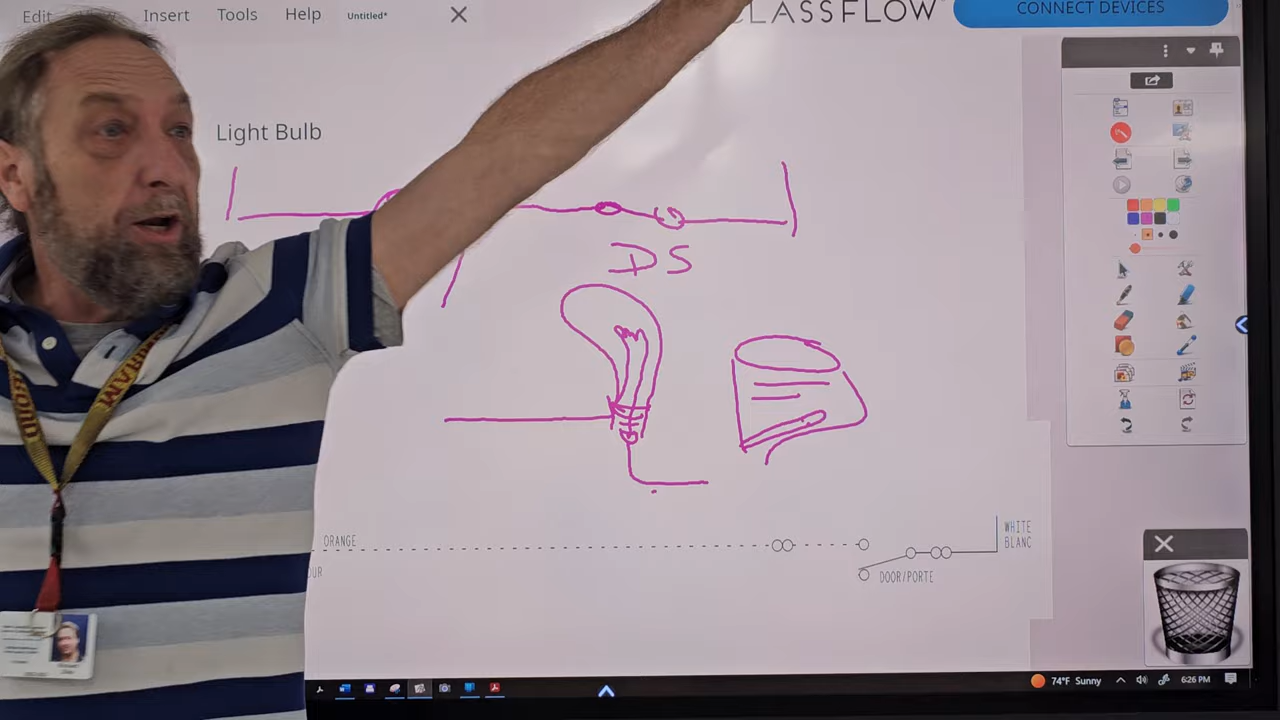 Edit Insert Tools Help Untitled*
CLASSFLOW
CONNECT DEVICES
Light Bulb
DS
ORANGE
WHITE
BLANC
DOOR/PORTE
74°F Sunny
6:26 PM